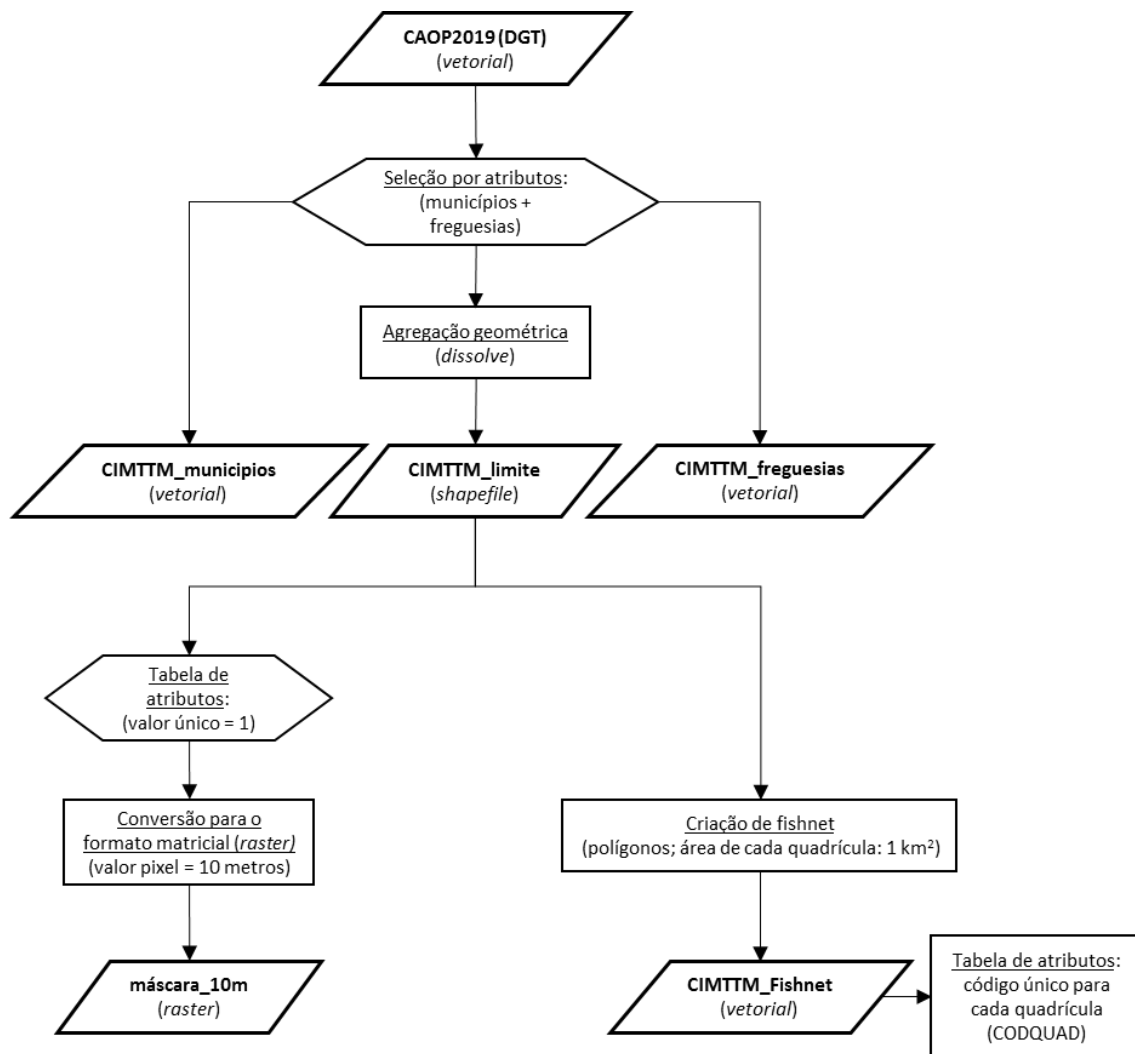 CAOP2019 (DGT)
(vetorial)
Seleção por atributos:
(municípios +
freguesias)
Agregação geométrica
(dissolve)
CIMTTM_municipios
(vetorial)
CIMTTM_limite
(shapefile)
CIMTTM_freguesias
(vetorial)
Tabela de
atributos:
(valor único = 1)
Conversão para o
formato matricial (raster)
(valor pixel = 10 metros)
máscara_10m
(raster)
Criação de fishnet
(polígonos; área de cada quadrícula: 1 km²)
CIMTTM_Fishnet
(vetorial)
Tabela de atributos:
código único para
cada quadrícula
(CODQUAD)